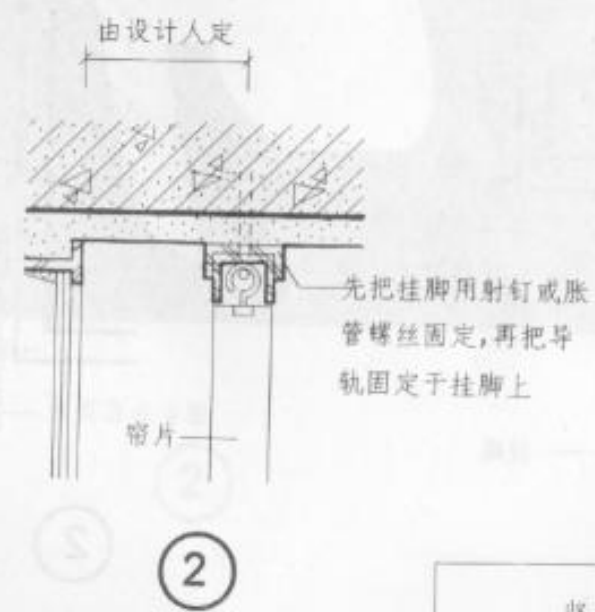 由设计人定
先把挂脚用射钉或胀
管螺丝固定,再把导
轨固定于挂脚上
帘片
2